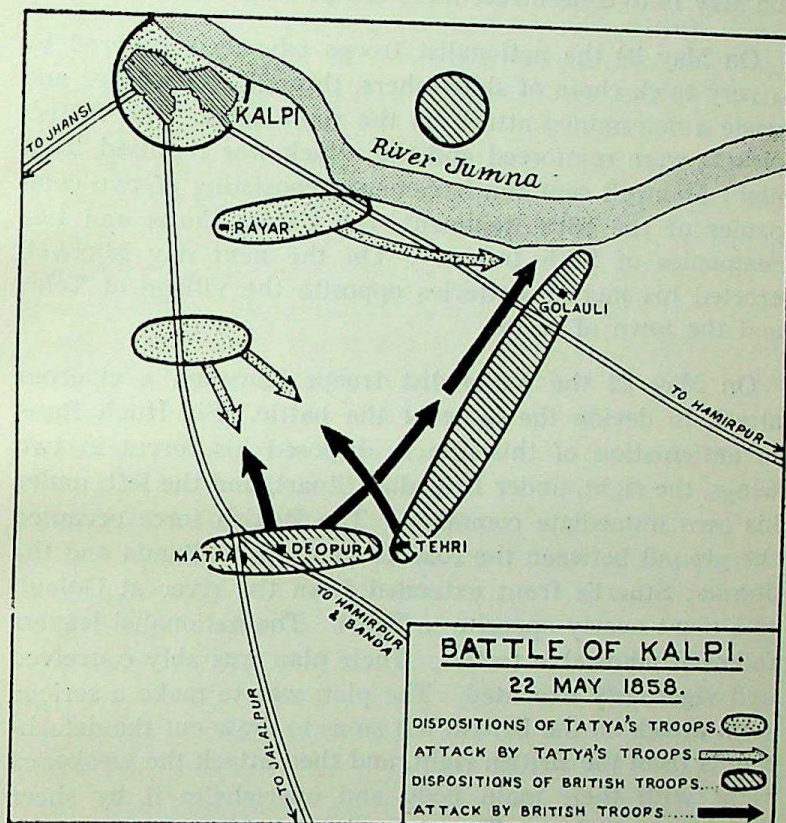 KALPI
TO JHANSI
River Jumna
RAYAR
GOLAULI
TO HAMIRPUR
MATRA
DEOPURA
TEHRI
TO HAMIRPUR
& BANDA
TO JALALPUR
BATTLE OF KALPI.
22 MAY 1858.
DISPOSITIONS OF TATYA'S TROOPS.
ATTACK BY TATYA'S TROOPS
DISPOSITIONS OF BRITISH TROOPS...
ATTACK BY BRITISH TROOPS.....